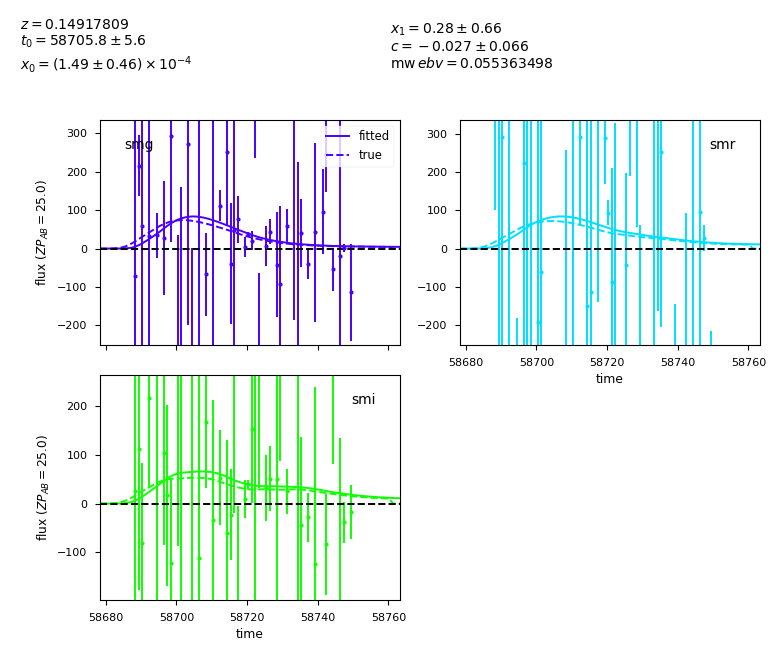 z = 0.14917809
t₀ = 58705.8 ± 5.6
x₀ = (1.49 ± 0.46) × 10⁻⁴
x₁ = 0.28 ± 0.66
c = −0.027 ± 0.066
mw ebv = 0.055363498
smg
fitted
true
300
200
100
0
−100
−200
flux (ZP_AB = 25.0)
smr
300
200
100
0
−100
−200
58680 58700 58720 58740 58760
time
smi
200
100
0
−100
flux (ZP_AB = 25.0)
58680 58700 58720 58740 58760
time